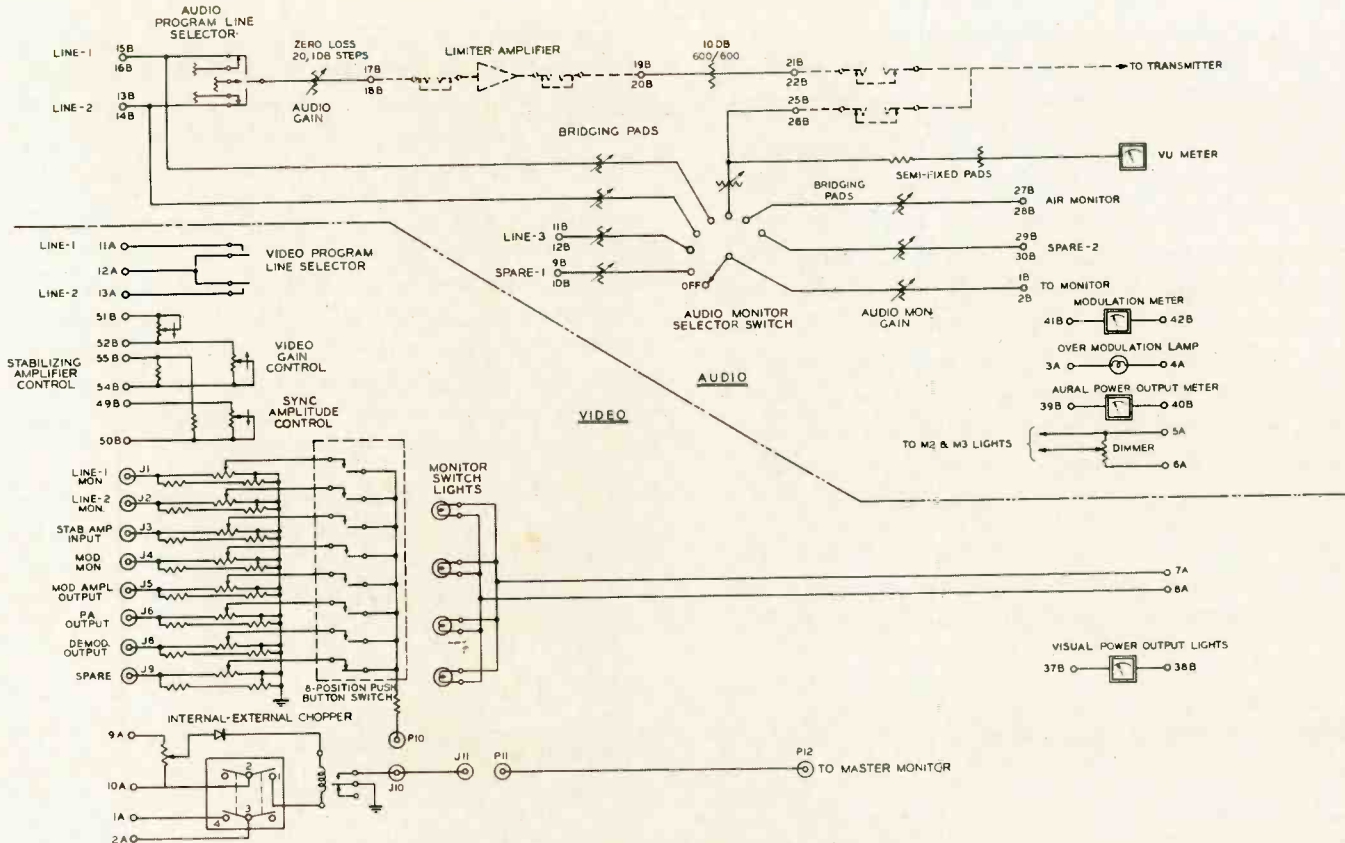 AUDIO
PROGRAM LINE
SELECTOR
LINE-1
15B
16B
LINE-2
13B
14B
ZERO LOSS
20, 1DB STEPS
AUDIO
GAIN
17B
18B
LIMITER AMPLIFIER
19B
20B
10 DB
600/600
21B
22B
25B
26B
TO TRANSMITTER
BRIDGING PADS
VU METER
SEMI-FIXED PADS
BRIDGING
PADS
27B
28B
AIR MONITOR
LINE-3
11B
12B
SPARE-1
9B
10B
OFF
29B
30B
SPARE-2
1B
2B
TO MONITOR
AUDIO MONITOR
SELECTOR SWITCH
AUDIO MON
GAIN
MODULATION METER
41B
42B
OVER MODULATION LAMP
3A
4A
AURAL POWER OUTPUT METER
39B
40B
TO M2 & M3 LIGHTS
DIMMER
5A
6A
AUDIO
VIDEO
LINE-1
11A
12A
LINE-2
13A
VIDEO PROGRAM
LINE SELECTOR
51B
52B
55B
54B
49B
50B
STABILIZING
AMPLIFIER
CONTROL
VIDEO
GAIN
CONTROL
SYNC
AMPLITUDE
CONTROL
LINE-1
MON
J1
LINE-2
MON.
J2
STAB AMP
INPUT
J3
MOD
MON
J4
MOD AMPL
OUTPUT
J5
PA
OUTPUT
J6
DEMOD.
OUTPUT
J8
SPARE
J9
8-POSITION PUSH
BUTTON SWITCH
MONITOR
SWITCH
LIGHTS
7A
8A
VISUAL POWER OUTPUT LIGHTS
37B
38B
INTERNAL-EXTERNAL CHOPPER
9A
10A
1A
2A
2
1
3
4
P10
J10
J11
P11
P12
TO MASTER MONITOR